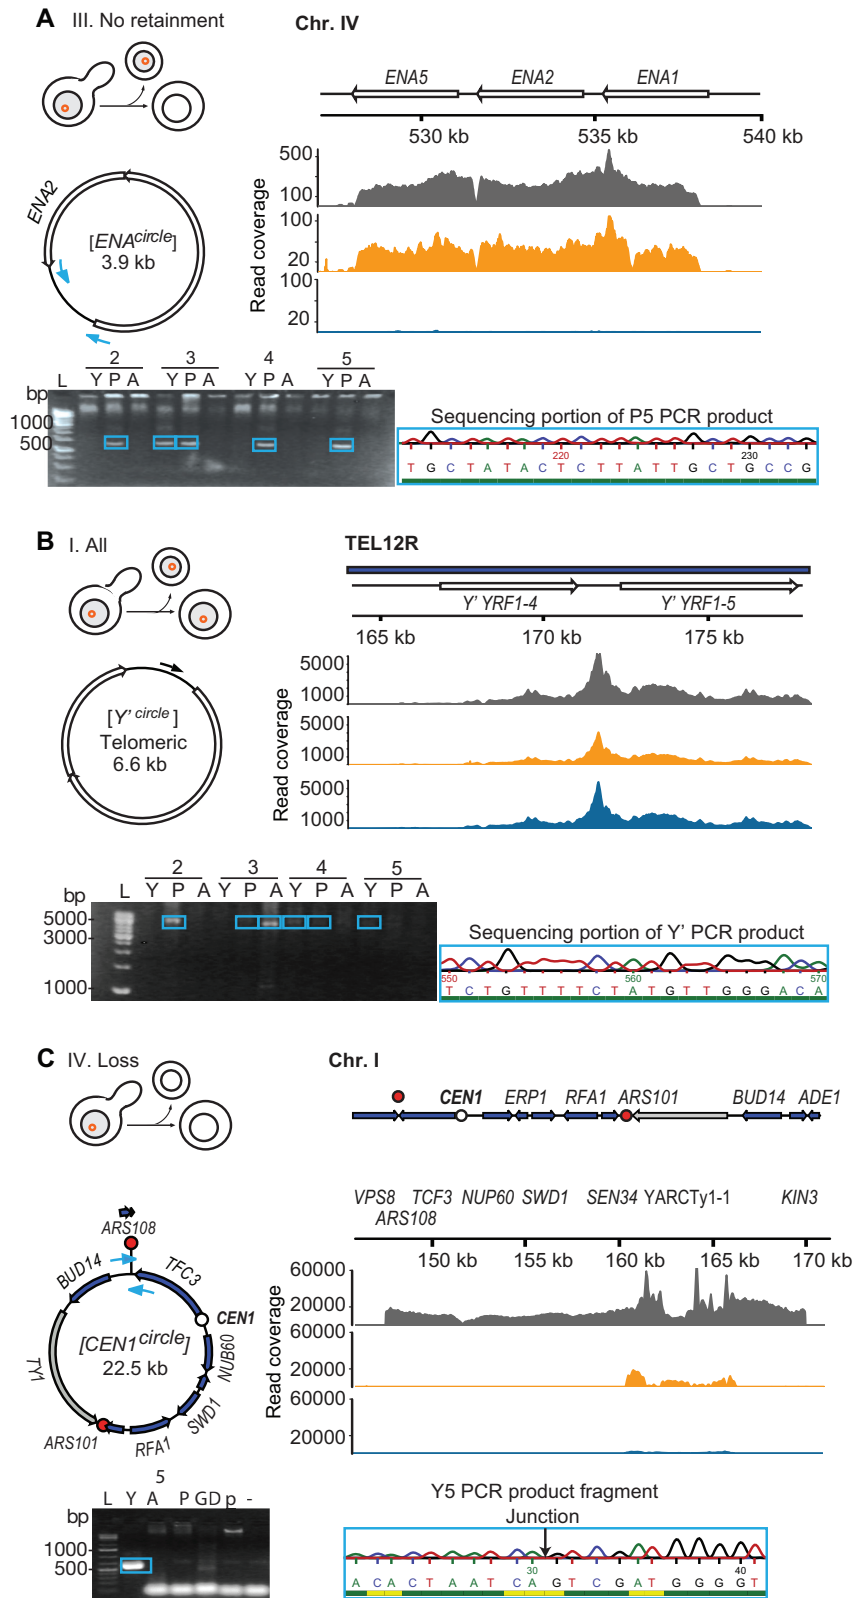 A III. No retainment
Chr. IV
ENA5 ENA2 ENA1
530 kb 535 kb 540 kb
500
100
100
20
100
20
Read coverage
ENA2
[ENAcircle]
3.9 kb
2 3 4 5
L Y P A Y P A Y P A Y P A
bp
1000
500
Sequencing portion of P5 PCR product
220 230
T G C T A T A C T C T T A T T G C T G C C G
B I. All
TEL12R
Y' YRF1-4 Y' YRF1-5
165 kb 170 kb 175 kb
5000
1000
5000
1000
5000
1000
Read coverage
[Y' circle]
Telomeric
6.6 kb
2 3 4 5
bp L Y P A Y P A Y P A Y P A
5000
3000
1000
Sequencing portion of Y' PCR product
550 560 570
T C T G T T T T C T A T G T T G G G A C A
C IV. Loss
Chr. I
CEN1 ERP1 RFA1 ARS101 BUD14 ADE1
VPS8 TCF3 NUP60 SWD1 SEN34 YARCTy1-1 KIN3
ARS108
150 kb 155 kb 160 kb 165 kb 170 kb
60000
20000
60000
20000
60000
20000
Read coverage
ARS108
BUD14 TFC3
CEN1
[CEN1circle]
22.5 kb
NUB60
TY1
SWD1
ARS101 RFA1
5
L Y A P GD p -
bp
1000
500
Y5 PCR product fragment
Junction
30 40
A C A C T A A T C A G T C G A T G G G G T